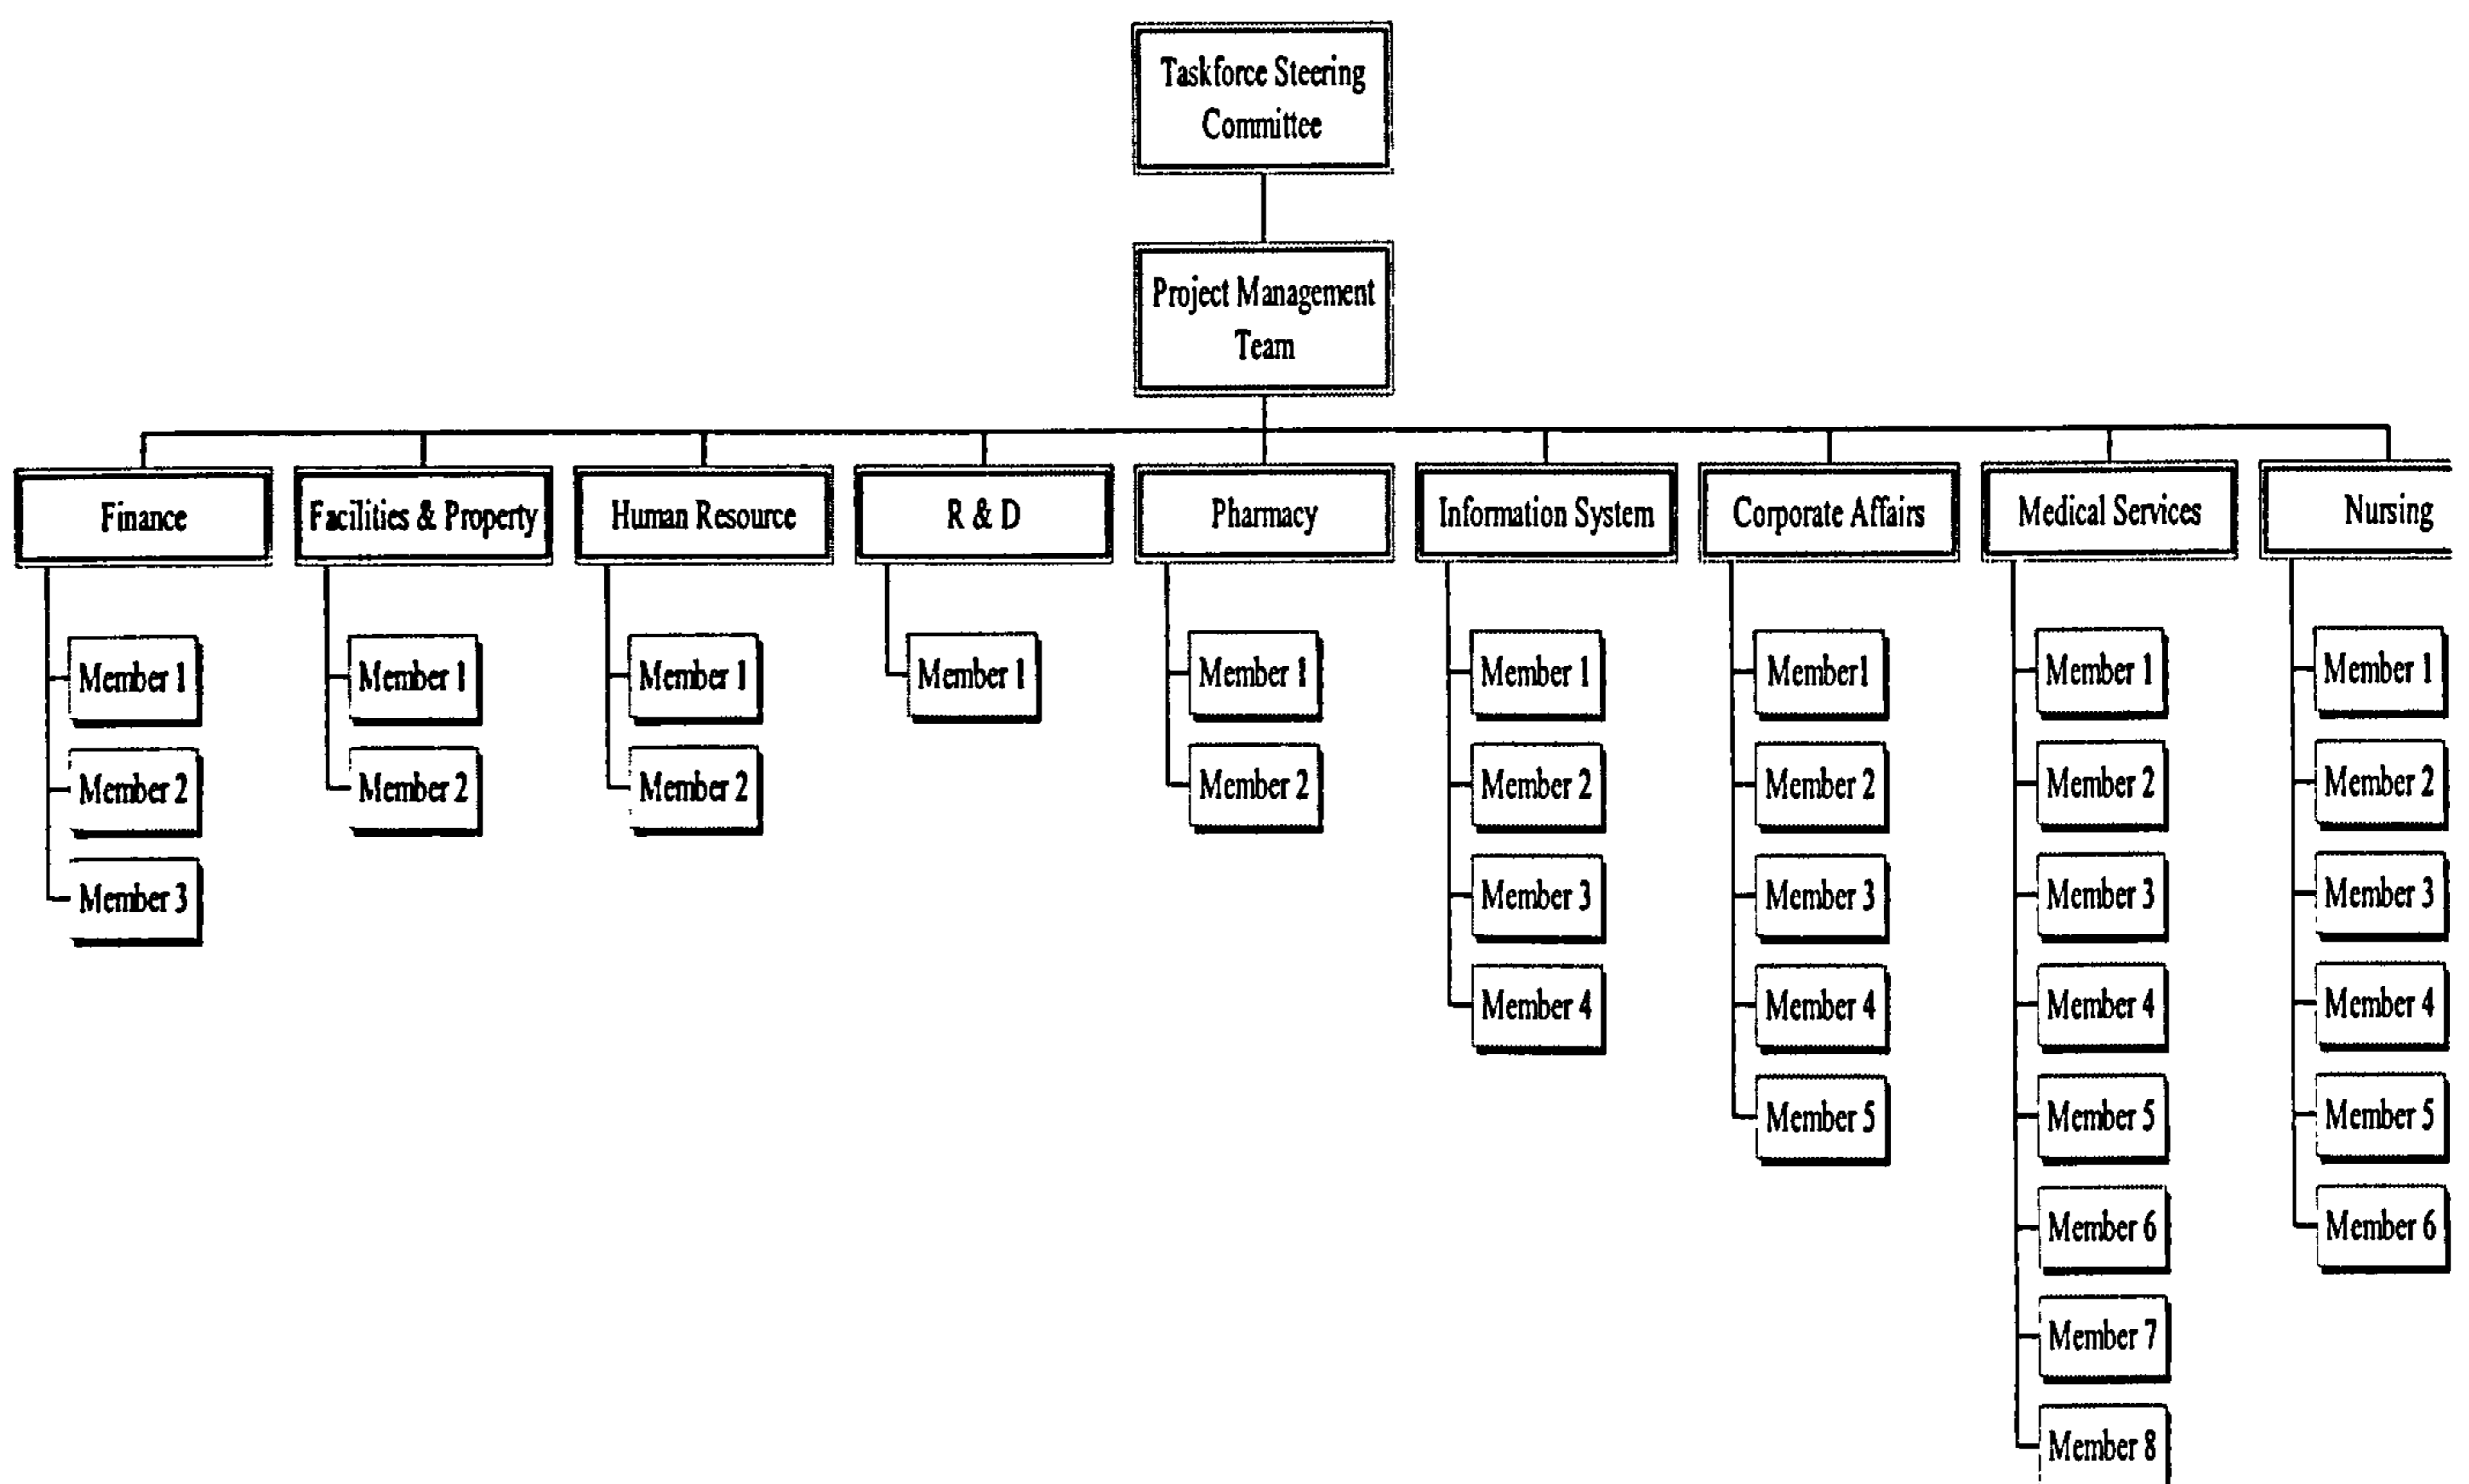 Taskforce Steering
Committee
Project Management
Team
Finance
Facilities & Property
Human Resource
R & D
Pharmacy
Information System
Corporate Affairs
Medical Services
Nursing
Member 1
Member 2
Member 3
Member 1
Member 2
Member 1
Member 2
Member 1
Member 1
Member 2
Member 1
Member 2
Member 3
Member 4
Member1
Member 2
Member 3
Member 4
Member 5
Member 1
Member 2
Member 3
Member 4
Member 5
Member 6
Member 7
Member 8
Member 1
Member 2
Member 3
Member 4
Member 5
Member 6